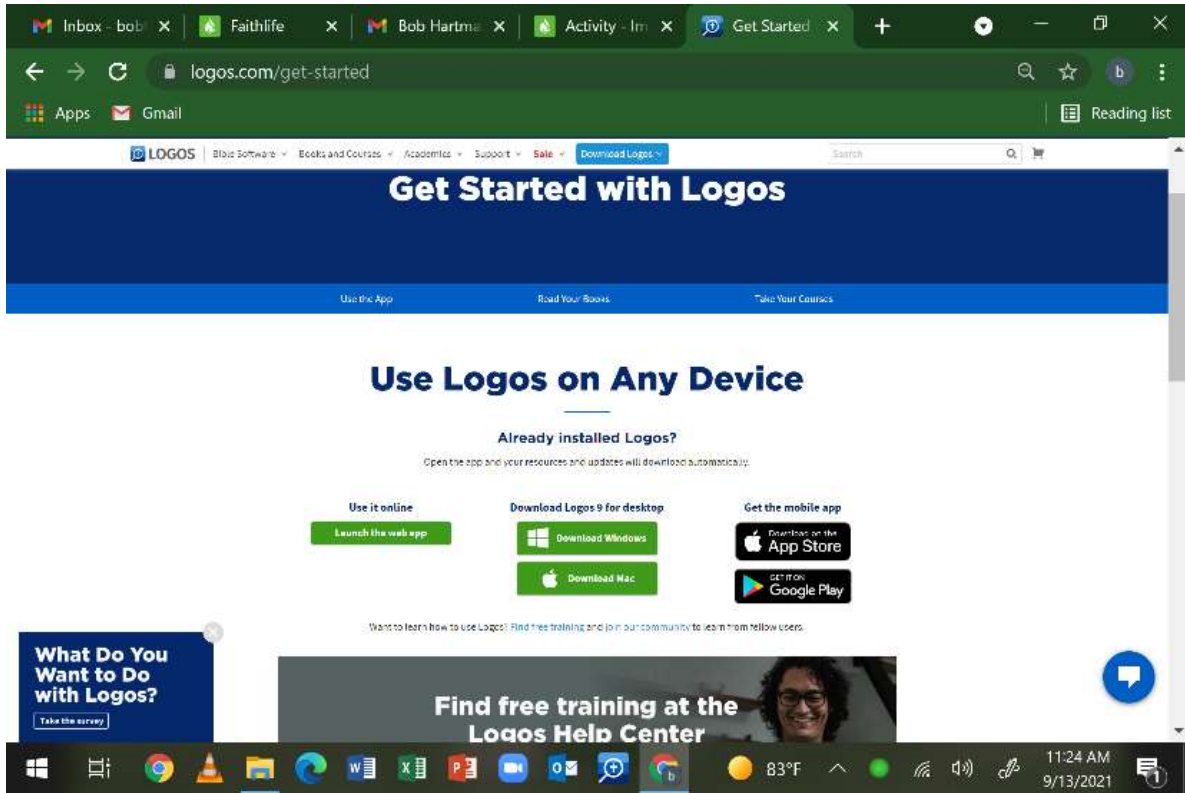 Inbox - bob
Faithlife
Bob Hartma
Activity - Im
Get Started
logos.com/get-started
b
Apps
Gmail
Reading list
LOGOS
Bible Software
Books and Courses
Academics
Support
Sale
Download Logos
Search
Get Started with Logos
Use the App
Read Your Books
Take Your Courses
Use Logos on Any Device
Already installed Logos?
Open the app and your resources and updates will download automatically.
Use it online
Download Logos 9 for desktop
Get the mobile app
Launch the web app
Download Windows
Download on the
App Store
Download Mac
GET IT ON
Google Play
Want to learn how to use Logos? Find free training and join our community to learn from fellow users.
What Do You
Want to Do
with Logos?
Take the survey
Find free training at the
Logos Help Center
83°F
11:24 AM
9/13/2021
1